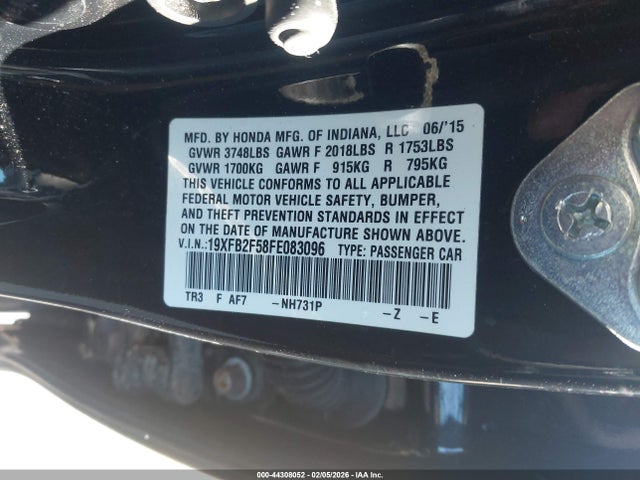 MFD. BY HONDA MFG. OF INDIANA, LLC 06/'15
GVWR 3748LBS GAWR F 2018LBS R 1753LBS
GVWR 1700KG GAWR F 915KG R 795KG
THIS VEHICLE CONFORMS TO ALL APPLICABLE
FEDERAL MOTOR VEHICLE SAFETY, BUMPER,
AND THEFT PREVENTION STANDARDS IN EFFECT
ON THE DATE OF MANUFACTURE SHOWN ABOVE.
V.I.N.:19XFB2F58FE083096 TYPE: PASSENGER CAR
TR3 F AF7 -NH731P -Z -E
000-44308052 - 02/05/2026 - IAA Inc.